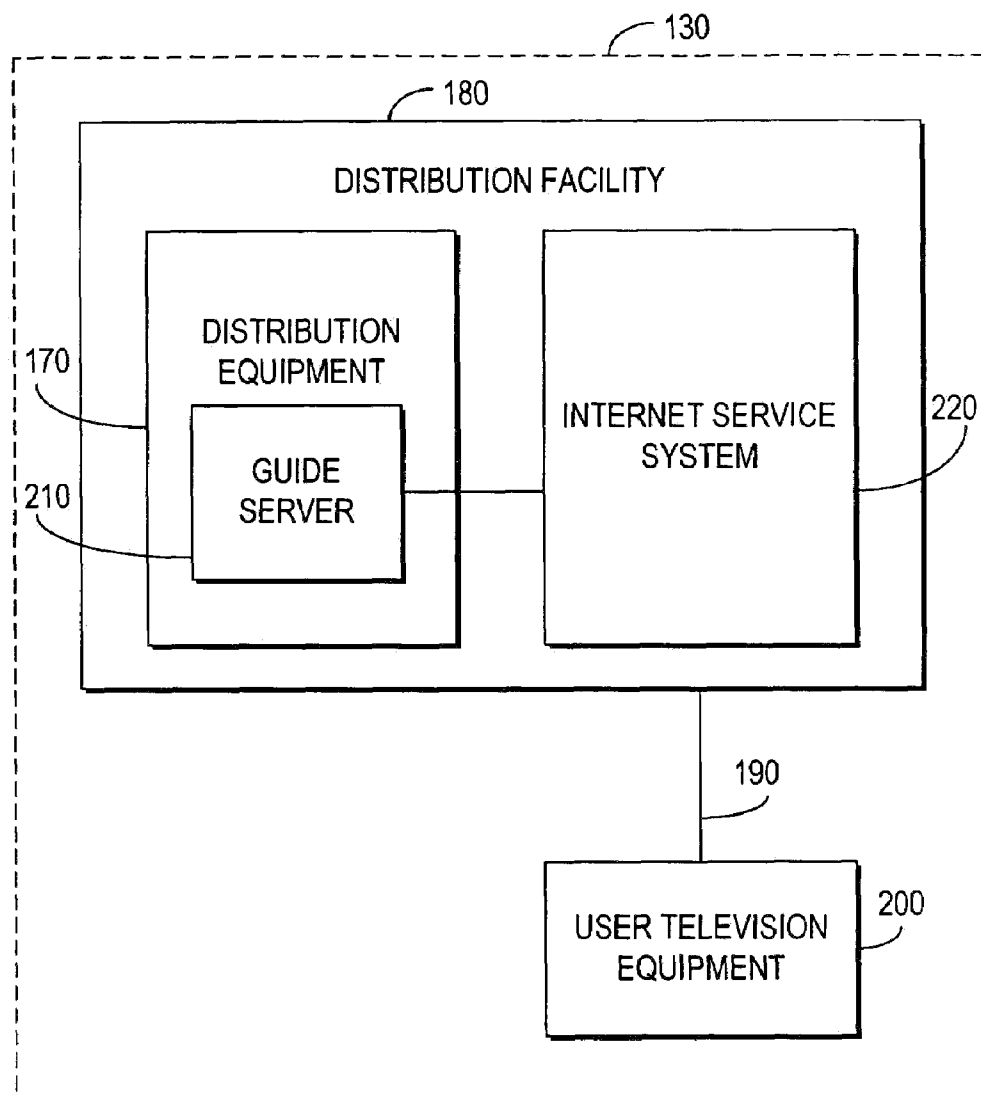 130
180
DISTRIBUTION FACILITY
DISTRIBUTION
EQUIPMENT
170
GUIDE
SERVER
210
INTERNET SERVICE
SYSTEM
220
190
USER TELEVISION
EQUIPMENT
200